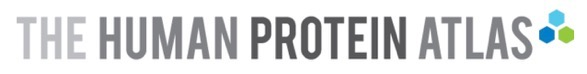 THE HUMAN PROTEIN ATLAS